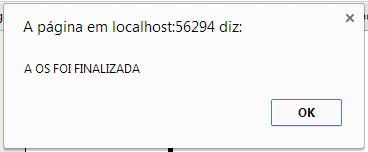 A página em localhost:56294 diz:
A OS FOI FINALIZADA
OK